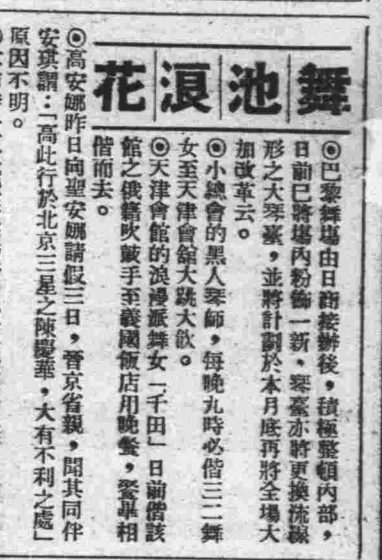 舞池浪花
◉巴黎舞場由日商接辦後，積極整頓內部，
日前已將場內粉飾一新，琴臺亦將更換流線
形之大琴臺，並將計劃於本月底再將全場大
加改革云。
◉小總會的黑人琴師，每晚九時必偕三二舞
女至天津會舘大跳大飲。
◉天津會舘的浪漫派舞女「千田」日前偕該
舘之俄籍吹鼓手至義國飯店用晚餐，餐畢相
偕而去。
◉高安娜昨日向聖安娜請假三日，晉京省親，聞其同伴
安琪謂：「高此行於北京三星之陳慶華，大有不利之處」
原因不明。